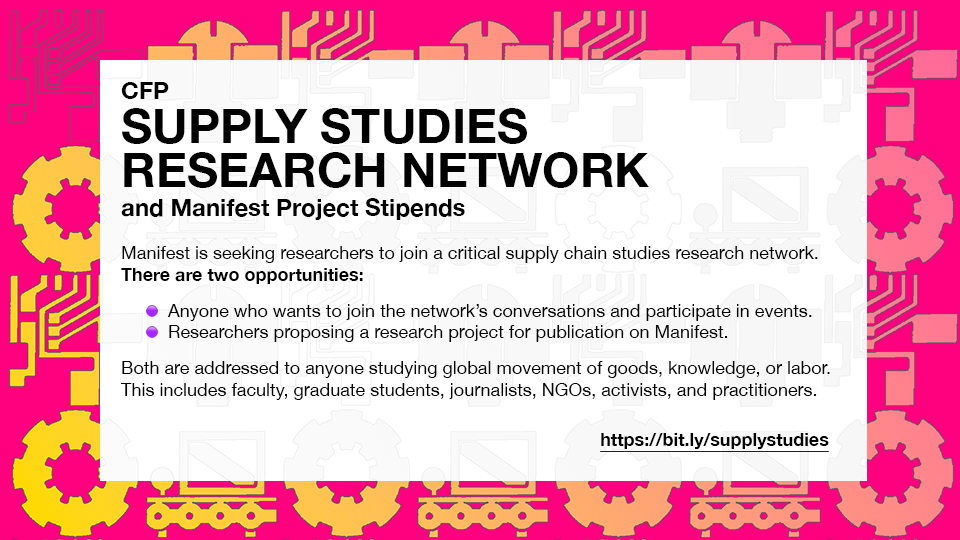 CFP
SUPPLY STUDIES
RESEARCH NETWORK
and Manifest Project Stipends
Manifest is seeking researchers to join a critical supply chain studies research network.
There are two opportunities:
Anyone who wants to join the network’s conversations and participate in events.
Researchers proposing a research project for publication on Manifest.
Both are addressed to anyone studying global movement of goods, knowledge, or labor.
This includes faculty, graduate students, journalists, NGOs, activists, and practitioners.
https://bit.ly/supplystudies